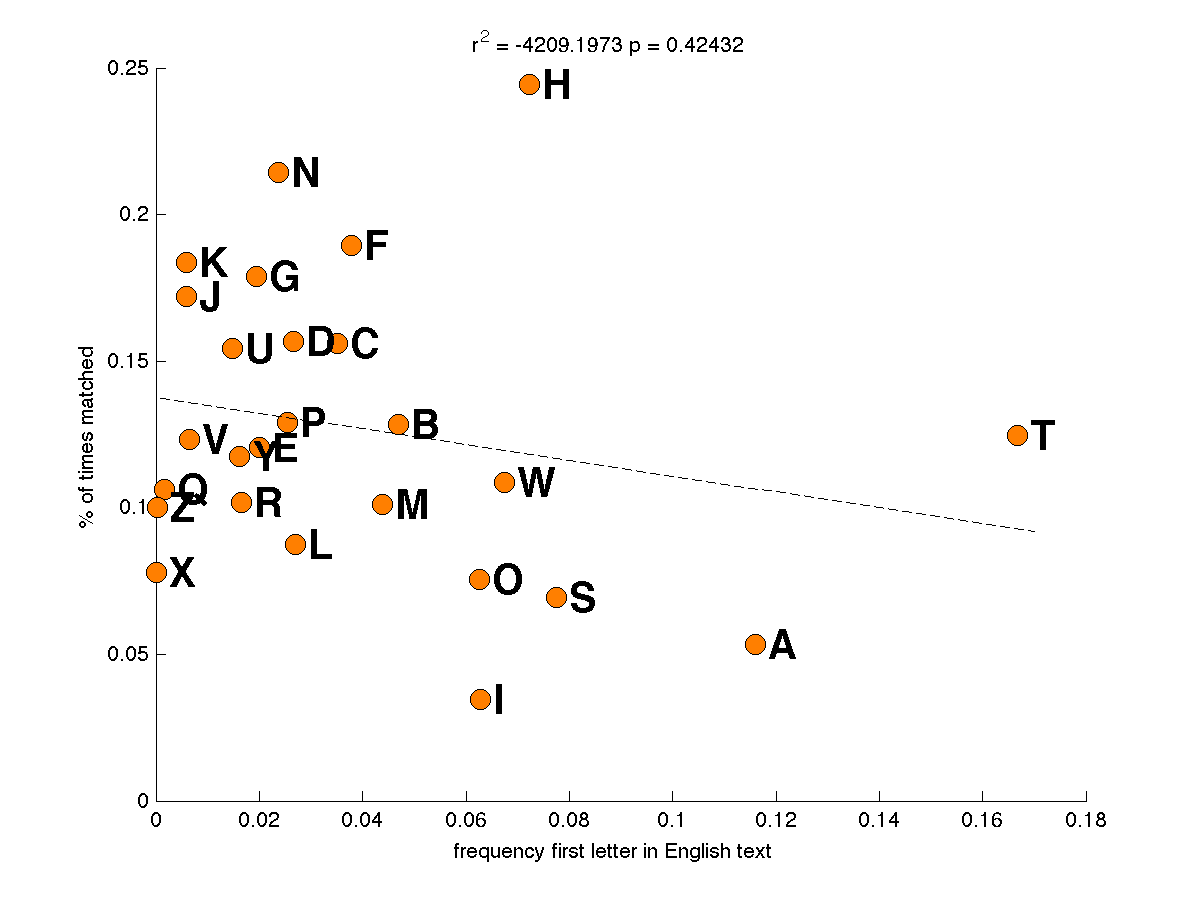 r² = -4209.1973 p = 0.42432
0.25
H
N
0.2
F
K
G
J
U D C
0.15
% of times matched
P B
V Y E T
Q W
0.1 Z R M
L
X O S
0.05 A
I
0
0 0.02 0.04 0.06 0.08 0.1 0.12 0.14 0.16 0.18
frequency first letter in English text